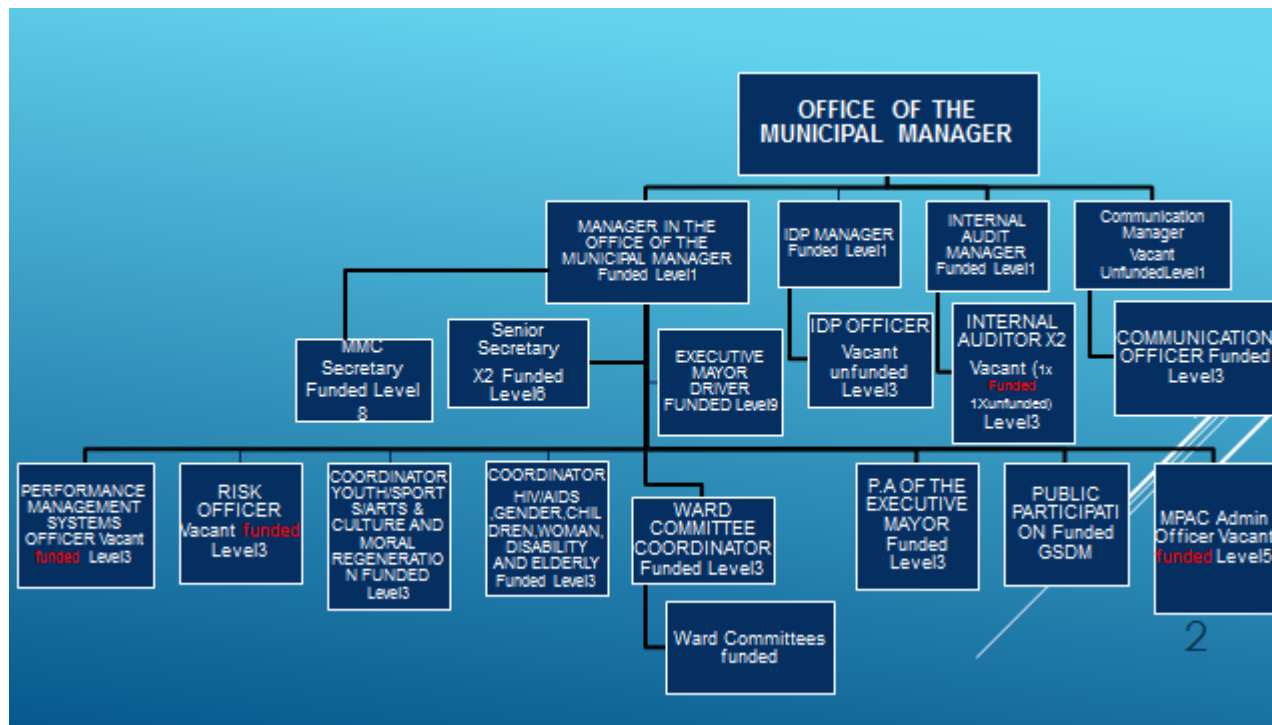 OFFICE OF THE
MUNICIPAL MANAGER
MANAGER IN THE
OFFICE OF THE
MUNICIPAL MANAGER
Funded Level1
IDP MANAGER
Funded Level1
INTERNAL
AUDIT
MANAGER
Funded Level1
Communication
Manager
Vacant
UnfundedLevel1
MMC
Secretary
Funded Level
8
Senior
Secretary
X2 Funded
Level6
EXECUTIVE
MAYOR
DRIVER
FUNDED Level9
IDP OFFICER
Vacant
unfunded
Level3
INTERNAL
AUDITOR X2
Vacant (1x
Funded
1Xunfunded)
Level3
COMMUNICATION
OFFICER Funded
Level3
PERFORMANCE
MANAGEMENT
SYSTEMS
OFFICER Vacant
funded Level3
RISK
OFFICER
Vacant funded
Level3
COORDINATOR
YOUTH/SPORT
S/ARTS &
CULTURE AND
MORAL
REGENERATIO
N FUNDED
Level3
COORDINATOR
HIV/AIDS
,GENDER,CHIL
DREN,WOMAN,
DISABILITY
AND ELDERLY
Funded Level3
WARD
COMMITTEE
COORDINATOR
Funded Level3
P.A OF THE
EXECUTIVE
MAYOR
Funded
Level3
PUBLIC
PARTICIPATI
ON Funded
GSDM
MPAC Admin
Officer Vacant
funded Level5
Ward Committees
funded
2